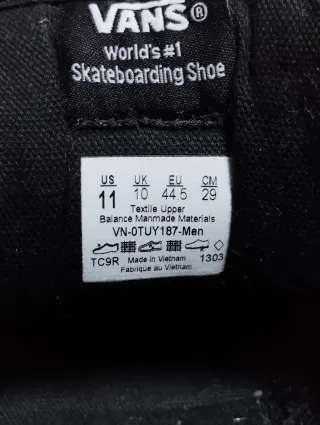 VANS®
World's #1
Skateboarding Shoe
US UK EU CM
11 10 44.5 29
Textile Upper
Balance Manmade Materials
VN-0TUY187-Men
TC9R Made in Vietnam 1303
Fabrique au Vietnam